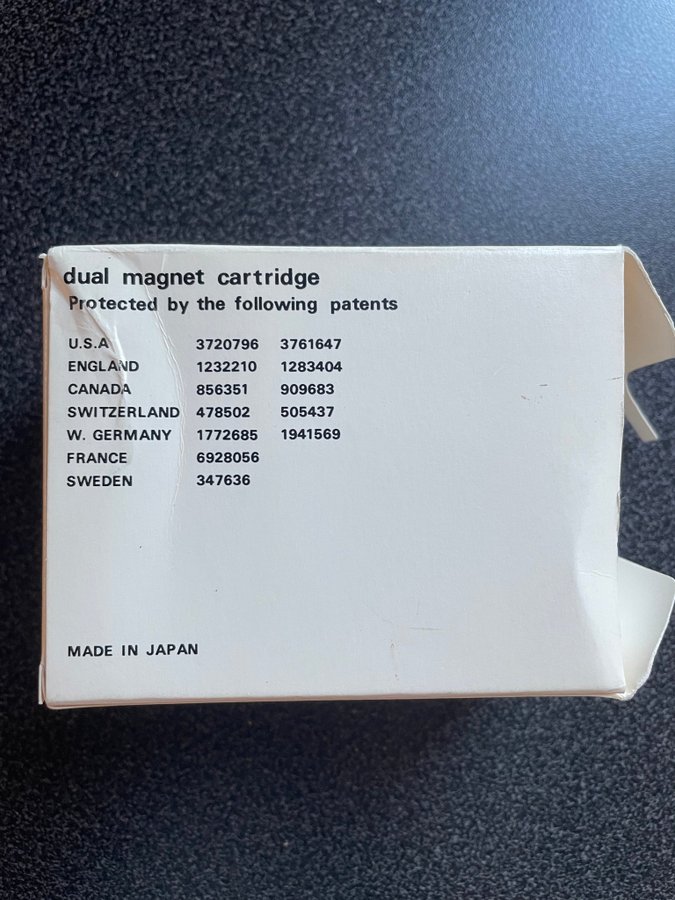 dual magnet cartridge
Protected by the following patents
U.S.A 3720796 3761647
ENGLAND 1232210 1283404
CANADA 856351 909683
SWITZERLAND 478502 505437
W. GERMANY 1772685 1941569
FRANCE 6928056
SWEDEN 347636
MADE IN JAPAN